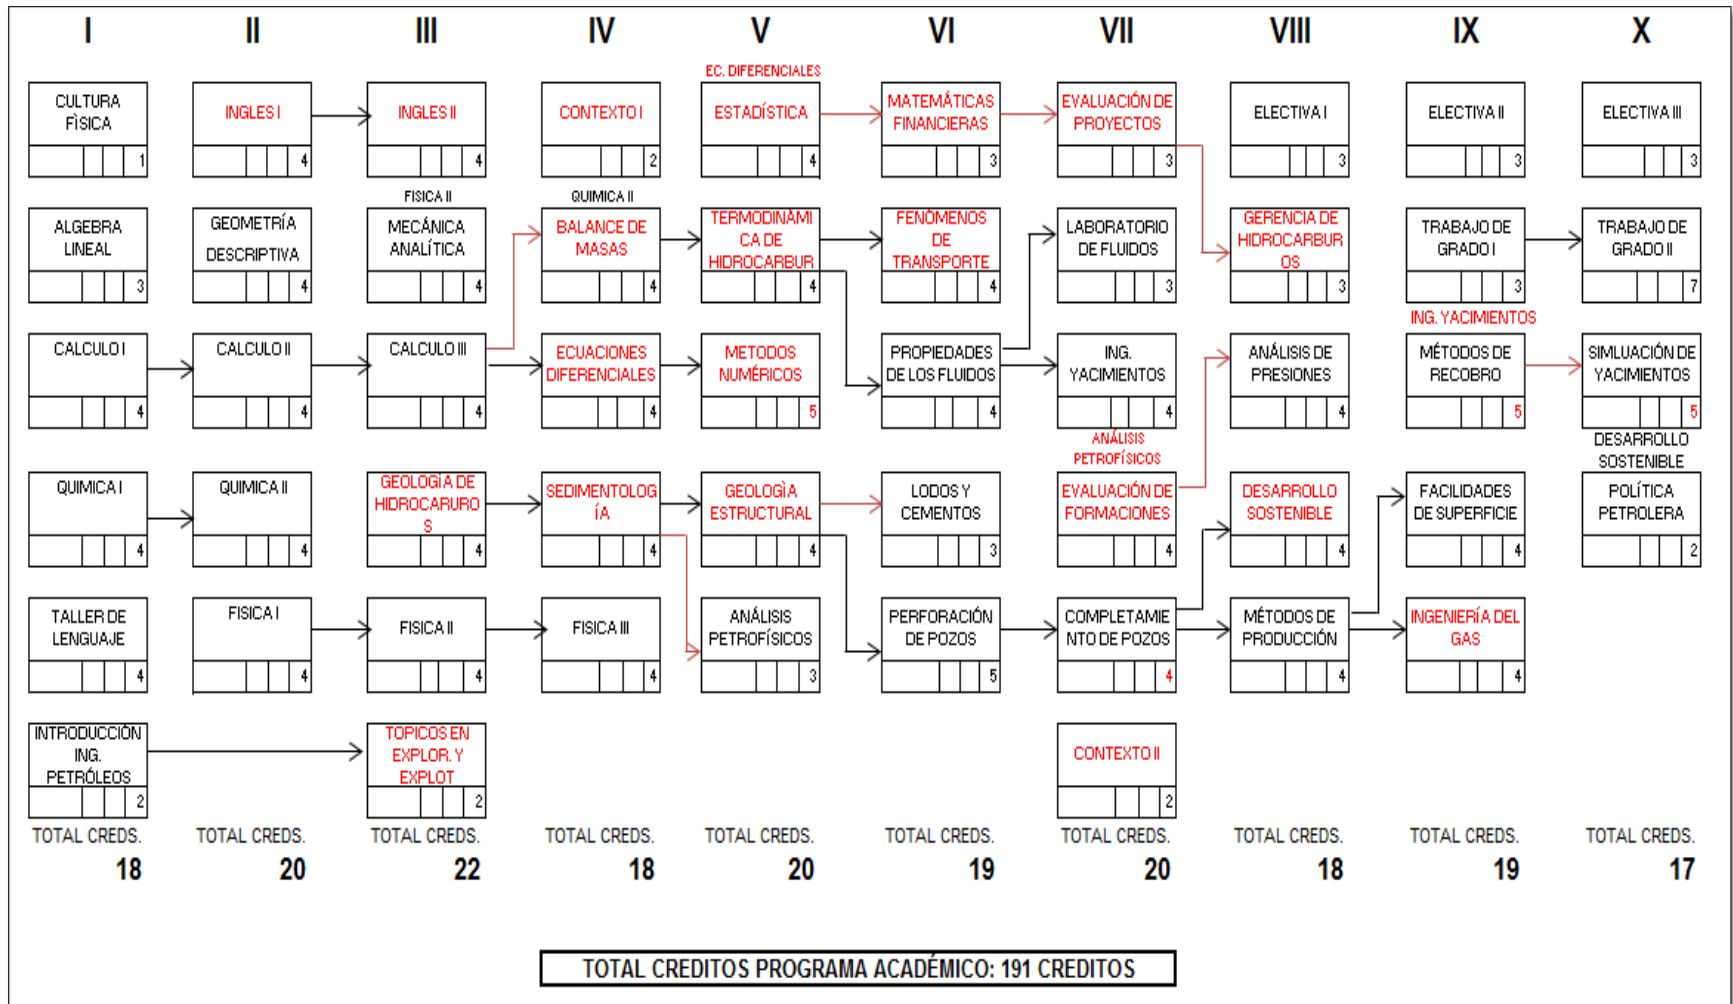 I II III IV V VI VII VIII IX X
EC. DIFERENCIALES
CULTURA
FÌSICA
1
INGLES I
4
INGLES II
4
CONTEXTO I
2
ESTADÍSTICA
4
MATEMÁTICAS
FINANCIERAS
3
EVALUACIÓN DE
PROYECTOS
3
ELECTIVA I
3
ELECTIVA II
3
ELECTIVA III
3
FISICA II
QUIMICA II
ALGEBRA
LINEAL
3
GEOMETRÍA
DESCRIPTIVA
4
MECÁNICA
ANALÍTICA
4
BALANCE DE
MASAS
4
TERMODINÀMI
CA DE
HIDROCARBUR
4
FENÓMENOS
DE
TRANSPORTE
4
LABORATORIO
DE FLUIDOS
3
GERENCIA DE
HIDROCARBUR
OS
3
TRABAJO DE
GRADO I
3
TRABAJO DE
GRADO II
7
ING. YACIMIENTOS
CALCULO I
4
CALCULO II
4
CALCULO III
4
ECUACIONES
DIFERENCIALES
4
METODOS
NUMÉRICOS
5
PROPIEDADES
DE LOS FLUIDOS
4
ING.
YACIMIENTOS
4
ANÁLISIS DE
PRESIONES
4
MÉTODOS DE
RECOBRO
5
SIMLUACIÓN DE
YACIMIENTOS
5
ANÁLISIS
PETROFÍSICOS
DESARROLLO
SOSTENIBLE
QUIMICA I
4
QUIMICA II
4
GEOLOGÌA DE
HIDROCARUROS
S
4
SEDIMENTOLOG
ÍA
4
GEOLOGÌA
ESTRUCTURAL
4
LODOS Y
CEMENTOS
3
EVALUACIÓN DE
FORMACIONES
4
DESARROLLO
SOSTENIBLE
4
FACILIDADES
DE SUPERFICIE
4
POLÍTICA
PETROLERA
2
TALLER DE
LENGUAJE
4
FISICA I
4
FISICA II
4
FISICA III
4
ANÁLISIS
PETROFÍSICOS
3
PERFORACIÓN
DE POZOS
5
COMPLETAMIE
NTO DE POZOS
4
MÉTODOS DE
PRODUCCIÓN
4
INGENIERÍA DEL
GAS
4
INTRODUCCIÓN
ING.
PETRÓLEOS
2
TOPICOS EN
EXPLOR. Y
EXPLOT
2
CONTEXTO II
2
TOTAL CREDS. TOTAL CREDS. TOTAL CREDS. TOTAL CREDS. TOTAL CREDS. TOTAL CREDS. TOTAL CREDS. TOTAL CREDS. TOTAL CREDS. TOTAL CREDS.
18 20 22 18 20 19 20 18 19 17
TOTAL CREDITOS PROGRAMA ACADÉMICO: 191 CREDITOS